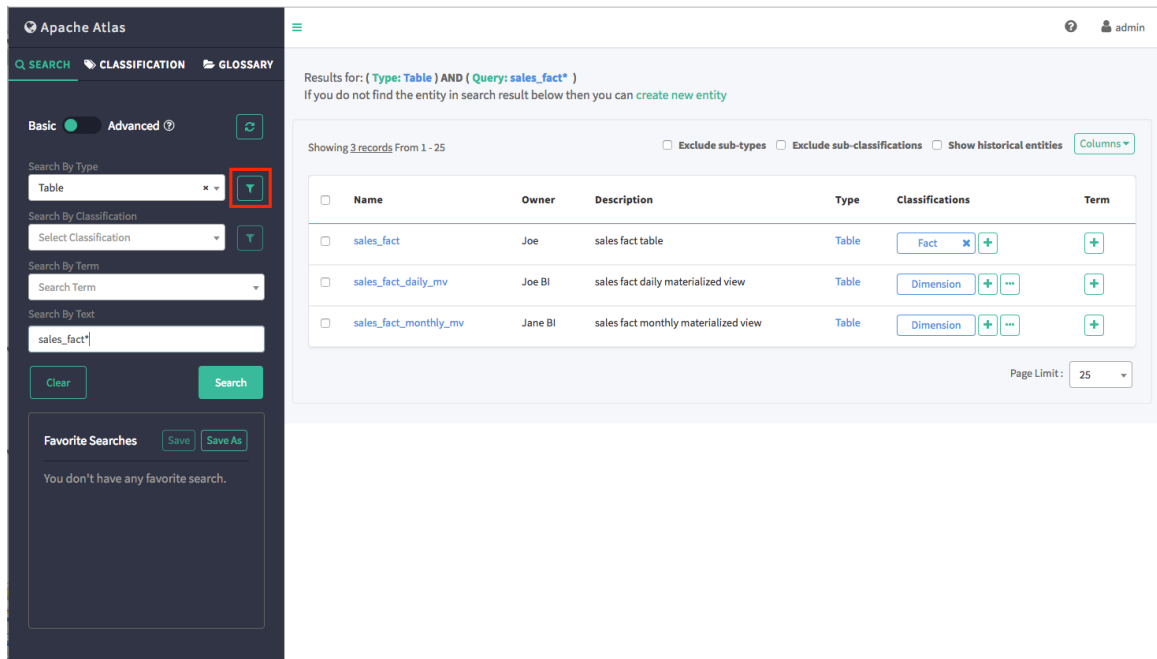 Apache Atlas
admin
SEARCH CLASSIFICATION GLOSSARY
Basic Advanced
Search By Type
Table
Search By Classification
Select Classification
Search By Term
Search Term
Search By Text
sales_fact*
Clear Search
Favorite Searches Save Save As
You don't have any favorite search.
Results for: ( Type: Table ) AND ( Query: sales_fact* )
If you do not find the entity in search result below then you can create new entity
Showing 3 records From 1 - 25 Exclude sub-types Exclude sub-classifications Show historical entities Columns
Name Owner Description Type Classifications Term
sales_fact Joe sales fact table Table Fact × + +
sales_fact_daily_mv Joe BI sales fact daily materialized view Table Dimension + ... +
sales_fact_monthly_mv Jane BI sales fact monthly materialized view Table Dimension + ... +
Page Limit : 25